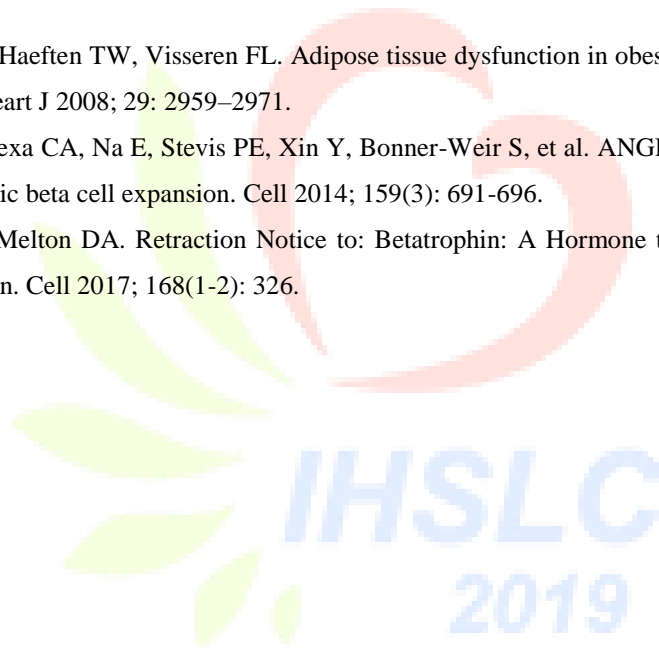 Haeften TW, Visseren FL. Adipose tissue dysfunction in obes
eart J 2008; 29: 2959–2971.
exa CA, Na E, Stevis PE, Xin Y, Bonner-Weir S, et al. ANGI
ic beta cell expansion. Cell 2014; 159(3): 691-696.
Melton DA. Retraction Notice to: Betatrophin: A Hormone t
n. Cell 2017; 168(1-2): 326.
IHSLC
2019